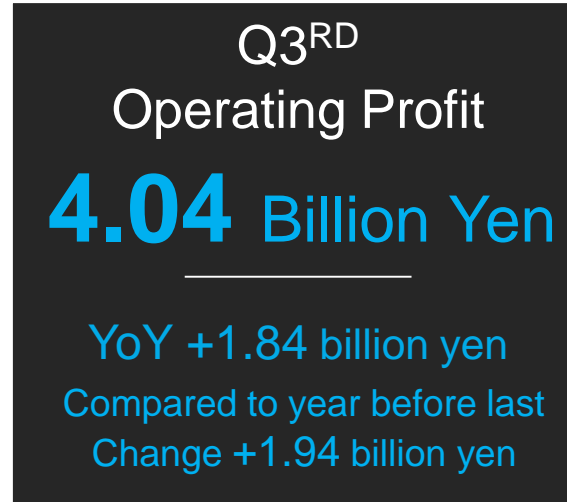 Q3RD
Operating Profit
4.04 Billion Yen
YoY +1.84 billion yen
Compared to year before last
Change +1.94 billion yen